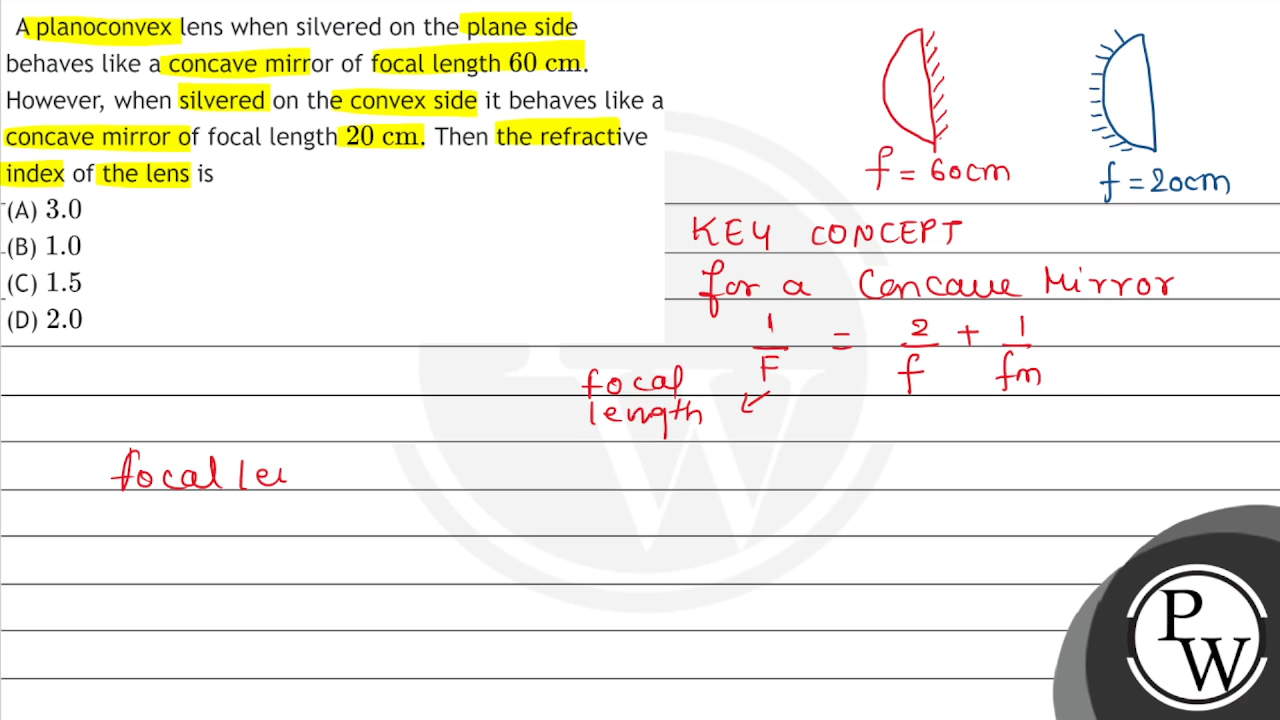 A planoconvex lens when silvered on the plane side
behaves like a concave mirror of focal length 60 cm.
However, when silvered on the convex side it behaves like a
concave mirror of focal length 20 cm. Then the refractive
index of the lens is
(A) 3.0
(B) 1.0
(C) 1.5
(D) 2.0
f = 60cm
f = 20cm
KEY CONCEPT
for a Concave Mirror
1/F = 2/f + 1/fm
focal
length
focal le
P
W